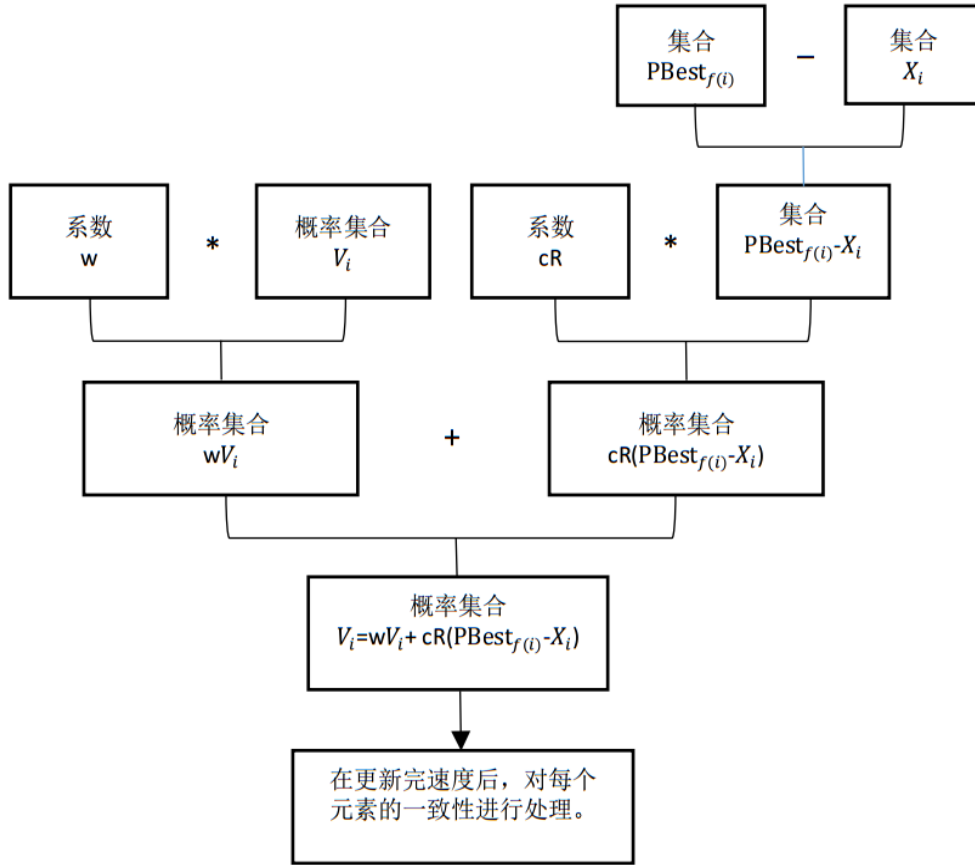 集合
PBest_{f(i)}
−
集合
X_i
系数
w
*
概率集合
V_i
系数
cR
*
集合
PBest_{f(i)}-X_i
概率集合
wV_i
+
概率集合
cR(PBest_{f(i)}-X_i)
概率集合
V_i=wV_i+ cR(PBest_{f(i)}-X_i)
在更新完速度后，对每个
元素的一致性进行处理。